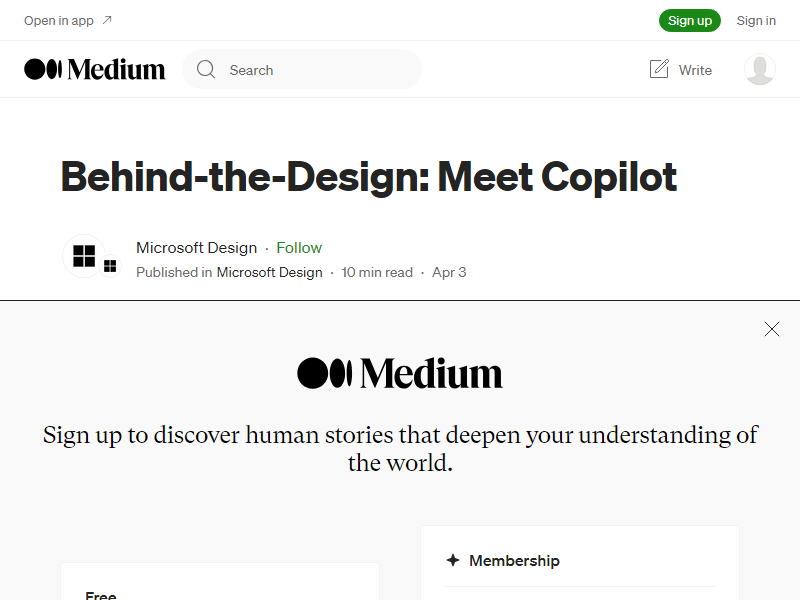 Open in app
Sign up
Sign in
Medium
Search
Write
Behind-the-Design: Meet Copilot
Microsoft Design · Follow
Published in Microsoft Design · 10 min read · Apr 3
Medium
Sign up to discover human stories that deepen your understanding of
the world.
Membership
Free